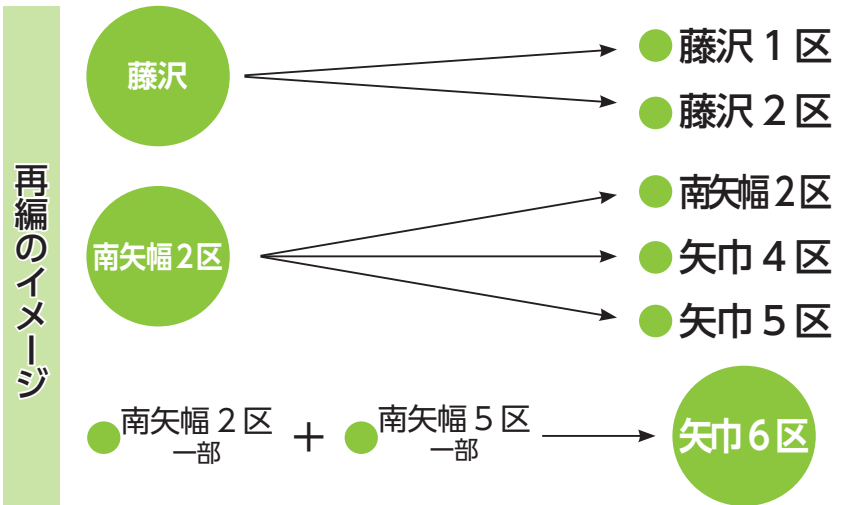 再編のイメージ
藤沢
藤沢1区
藤沢2区
南矢幅2区
南矢幅2区
矢巾4区
矢巾5区
南矢幅2区
一部
+
南矢幅5区
一部
矢巾6区